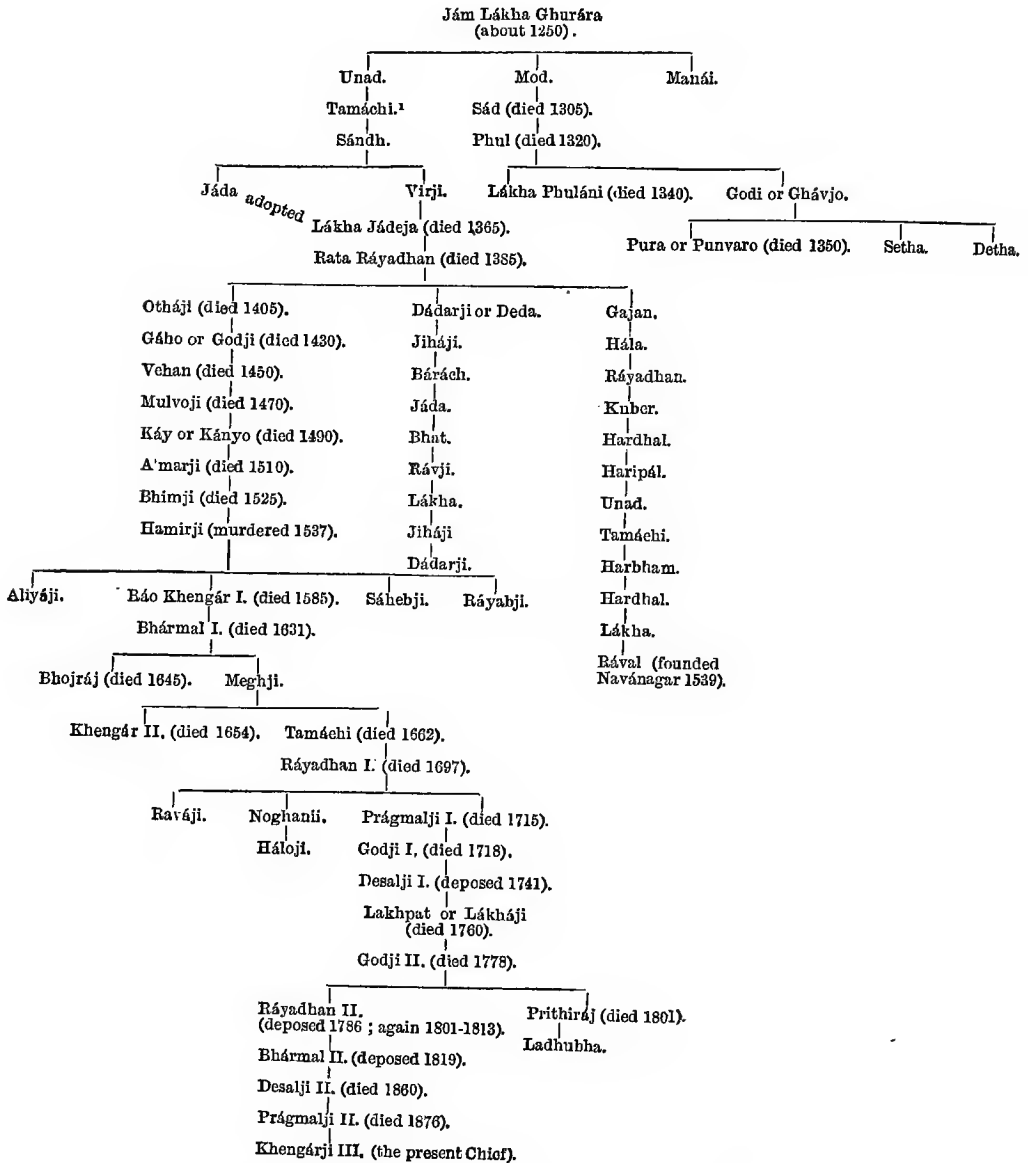 Jám Lákha Ghurára
(about 1250).
Unad. Mod. Manái.
Tamáchi.¹ Sád (died 1305).
Sándh. Phul (died 1320).
Jáda adopted Virji. Lákha Phuláni (died 1340). Godi or Ghávjo.
Lákha Jádeja (died 1365). Pura or Punvaro (died 1350). Setha. Detha.
Rata Ráyadhan (died 1385).
Otháji (died 1405). Dádarji or Deda. Gajan.
Gáho or Godji (died 1430). Jiháji. Hála.
Vehan (died 1450). Bárách. Ráyadhan.
Mulvoji (died 1470). Jáda. Kuber.
Káy or Kányo (died 1490). Bhat. Hardhal.
A'marji (died 1510). Rávji. Haripál.
Bhimji (died 1525). Lákha. Unad.
Hamirji (murdered 1537). Jiháji Tamáchi.
Dádarji. Harbham.
Aliyáji. Ráo Khengár I. (died 1585). Sáhebji. Ráyabji. Hardhal.
Bhármal I. (died 1631). Lákha.
Bhojráj (died 1645). Meghji. Rával (founded
Navánagar 1539).
Khengár II. (died 1654). Tamáchi (died 1662).
Ráyadhan I. (died 1697).
Raváji. Noghanii. Prágmalji I. (died 1715).
Háloji. Godji I. (died 1718).
Desalji I. (deposed 1741).
Lakhpat or Lákháji
(died 1760).
Godji II. (died 1778).
Ráyadhan II. Prithiráj (died 1801).
(deposed 1786 ; again 1801-1813). Ladhubha.
Bhármal II. (deposed 1819).
Desalji II. (died 1860).
Prágmalji II. (died 1876).
Khengárji III. (the present Chief).